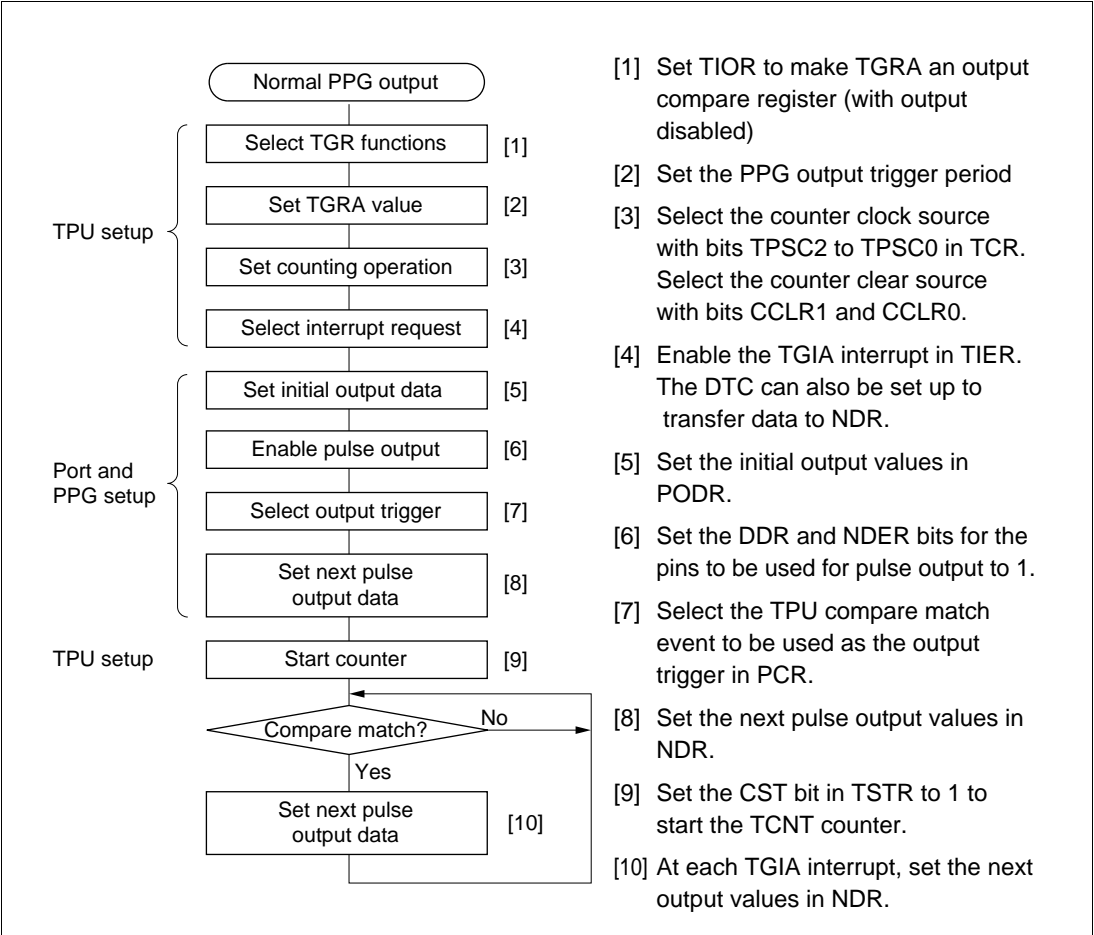 Normal PPG output
Select TGR functions [1]
Set TGRA value [2]
TPU setup
Set counting operation [3]
Select interrupt request [4]
Set initial output data [5]
Enable pulse output [6]
Port and
PPG setup
Select output trigger [7]
Set next pulse
output data [8]
TPU setup
Start counter [9]
Compare match?
No
Yes
Set next pulse
output data [10]
[1] Set TIOR to make TGRA an output
compare register (with output
disabled)
[2] Set the PPG output trigger period
[3] Select the counter clock source
with bits TPSC2 to TPSC0 in TCR.
Select the counter clear source
with bits CCLR1 and CCLR0.
[4] Enable the TGIA interrupt in TIER.
The DTC can also be set up to
transfer data to NDR.
[5] Set the initial output values in
PODR.
[6] Set the DDR and NDER bits for the
pins to be used for pulse output to 1.
[7] Select the TPU compare match
event to be used as the output
trigger in PCR.
[8] Set the next pulse output values in
NDR.
[9] Set the CST bit in TSTR to 1 to
start the TCNT counter.
[10] At each TGIA interrupt, set the next
output values in NDR.